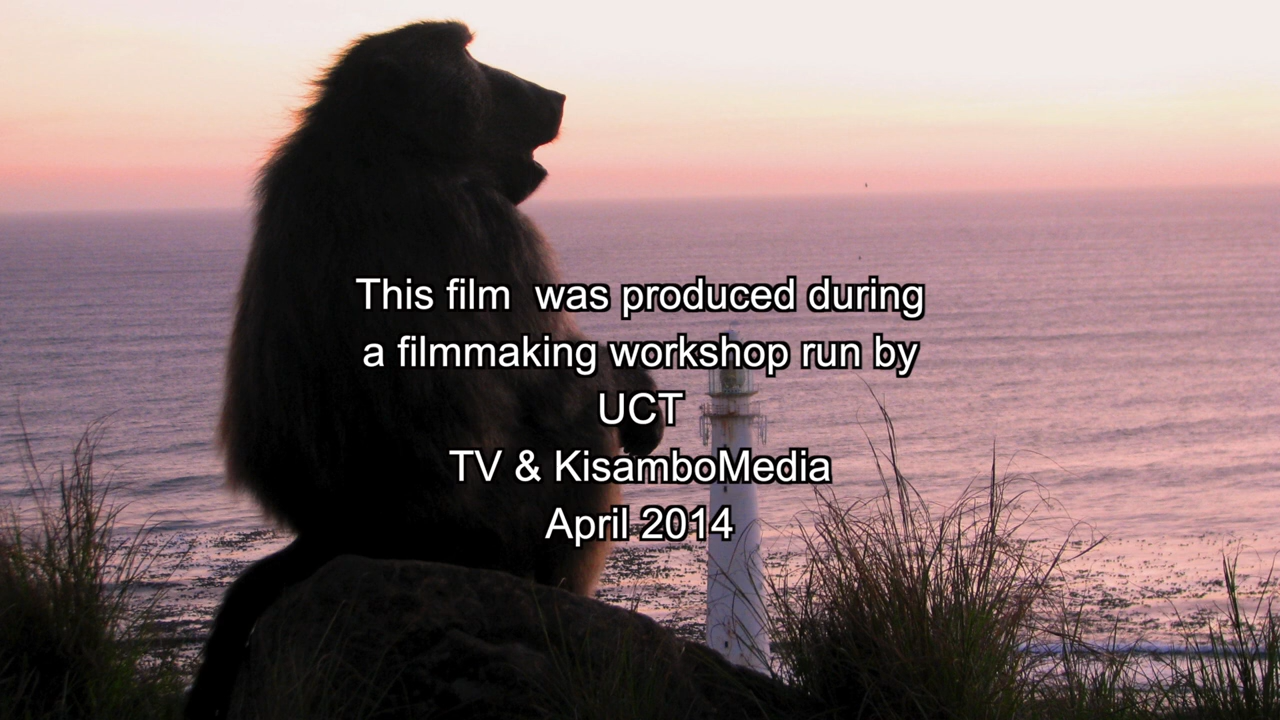 This film  was produced during
a filmmaking workshop run by
UCT
TV & KisamboMedia
April 2014